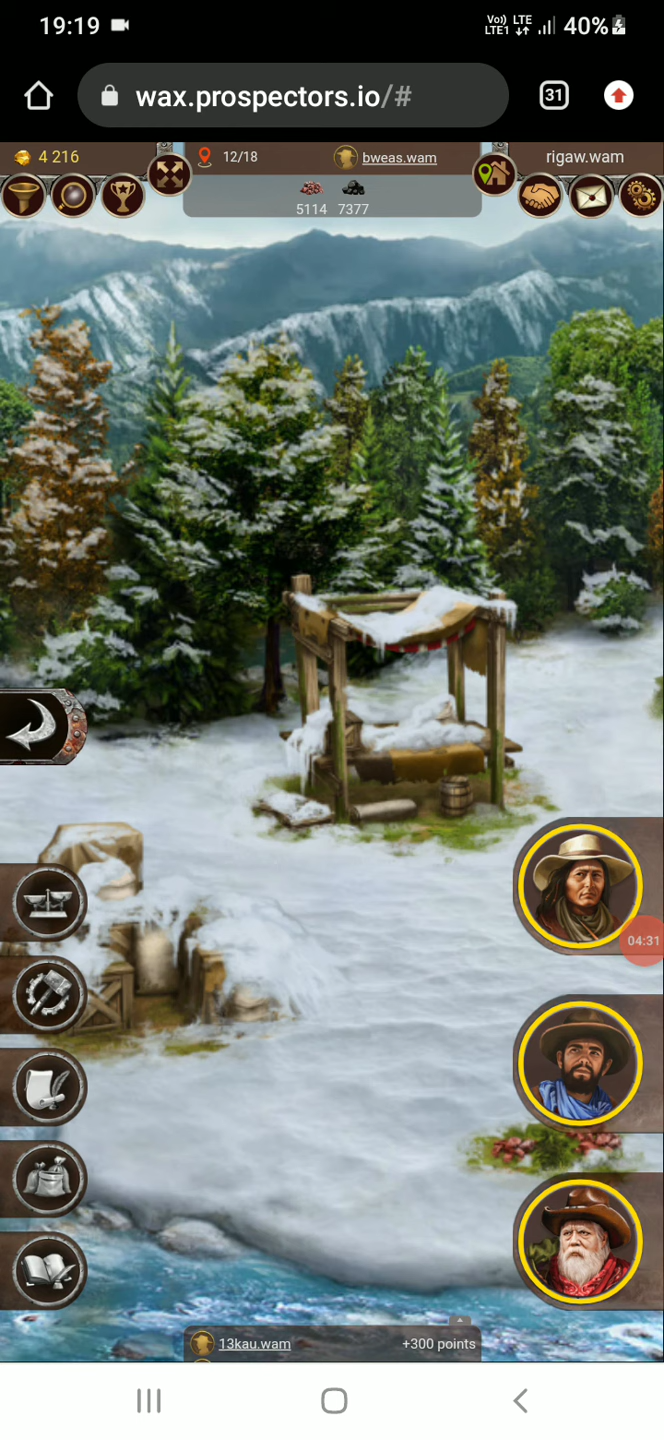 19:19
Vo)) LTE
LTE1
40%
wax.prospectors.io/#
31
4 216
12/18
bweas.wam
rigaw.wam
5114 7377
04:31
13kau.wam
+300 points